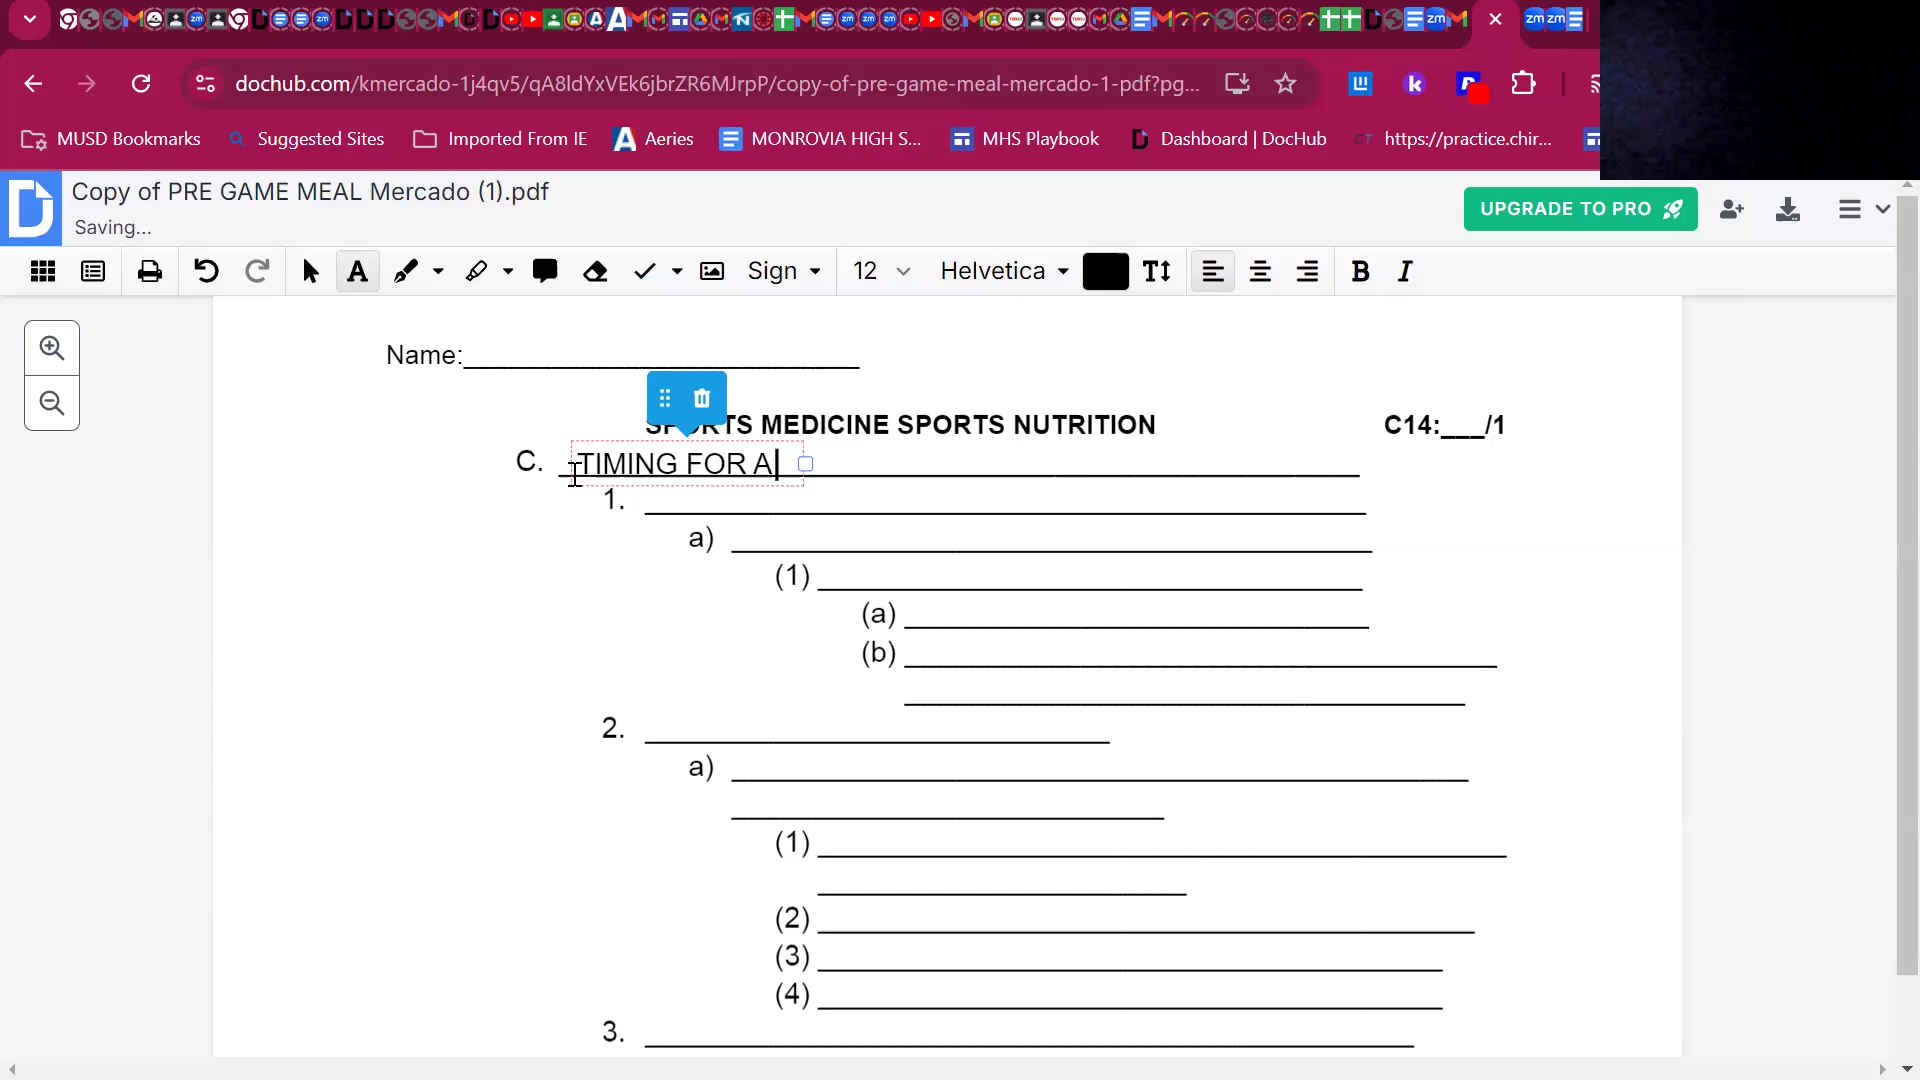 dochub.com/kmercado-1j4qv5/qA8ldYxVEk6jbrZR6MJrpP/copy-of-pre-game-meal-mercado-1-pdf?pg...
MUSD Bookmarks Suggested Sites Imported From IE Aeries MONROVIA HIGH S... MHS Playbook Dashboard | DocHub https://practice.chir...
Copy of PRE GAME MEAL Mercado (1).pdf
Saving...
UPGRADE TO PRO
Sign 12 Helvetica B I
Name:___________________________
SPORTS MEDICINE SPORTS NUTRITION C14:___/1
C. TIMING FOR A
1.
a)
(1)
(a)
(b)
2.
a)
(1)
(2)
(3)
(4)
3.